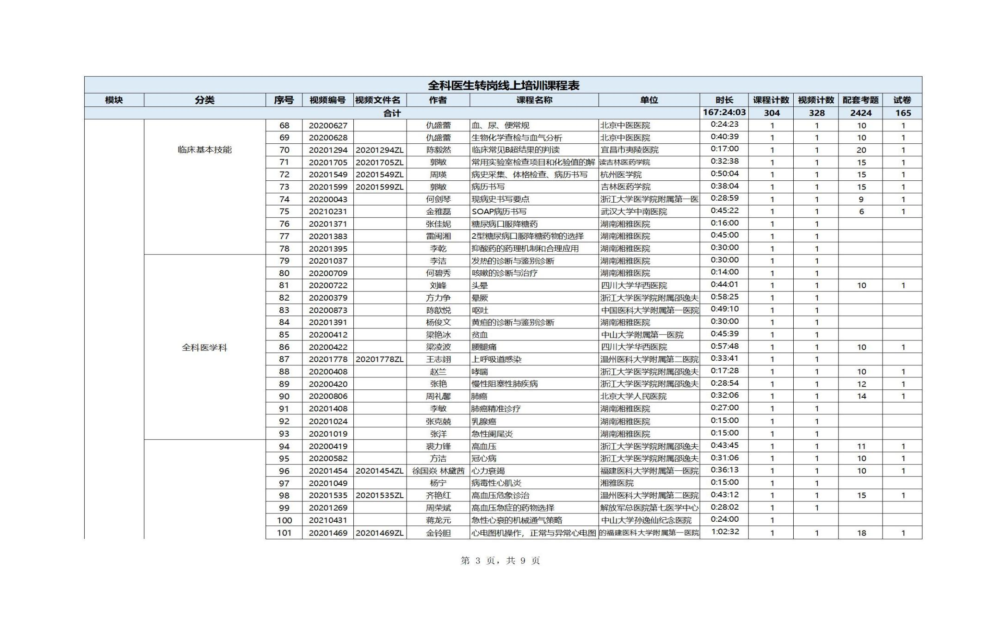 全科医生转岗线上培训课程表
模块 分类 序号 视频编号 视频文件名 作者 课程名称 单位 时长 课程计数 视频计数 配套考题 试卷
合计 167:24:03 304 328 2424 165
68 20200627 仇盛蕾 血、尿、便常规 北京中医医院 0:24:23 1 1 10 1
69 20200628 仇盛蕾 生物化学查检与血气分析 北京中医医院 0:40:39 1 1 10 1
临床基本技能 70 20201294 20201294ZL 陈毅然 临床常见B超结果的判读 宜昌市夷陵医院 0:17:00 1 1 20 1
71 20201705 20201705ZL 郭敏 常用实验室检查项目和化验值的解读 吉林医药学院 0:32:38 1 1 15 1
72 20201549 20201549ZL 周瑛 病史采集、体格检查、病历书写 杭州医学院 0:50:04 1 1 15 1
73 20201599 20201599ZL 郭敏 病历书写 吉林医药学院 0:38:04 1 1 15 1
74 20200043 何剑琴 现病史书写要点 浙江大学医学院附属第一医 0:28:59 1 1 9 1
75 20210231 金雅磊 SOAP病历书写 武汉大学中南医院 0:45:22 1 1 6 1
76 20201371 张佳妮 糖尿病口服降糖药 湖南湘雅医院 0:16:00 1 1
77 20201383 雷闽湘 2型糖尿病口服降糖药物的选择 湖南湘雅医院 0:45:00 1 1
78 20201395 李乾 抑酸药的药理机制和合理应用 湖南湘雅医院 0:30:00 1 1
79 20201037 李洁 发热的诊断与鉴别诊断 湖南湘雅医院 0:30:00 1 1
80 20200709 何碧秀 咳嗽的诊断与治疗 湖南湘雅医院 0:14:00 1 1
81 20200722 刘峰 头晕 四川大学华西医院 0:44:01 1 1 10 1
82 20200379 方力争 晕厥 浙江大学医学院附属邵逸夫 0:58:25 1 1
83 20200873 陈歆悦 呕吐 中国医科大学附属第一医院 0:49:10 1 1
84 20201391 杨俊文 黄疸的诊断与鉴别诊断 湖南湘雅医院 0:30:00 1 1
85 20200412 梁艳冰 贫血 中山大学附属第一医院 0:45:39 1 1
全科医学科 86 20200422 梁凌波 腰腿痛 四川大学华西医院 0:57:48 1 1 10 1
87 20201778 20201778ZL 王志翊 上呼吸道感染 温州医科大学附属第二医院 0:33:41 1 1
88 20200408 赵兰 哮喘 浙江大学医学院附属邵逸夫 0:17:28 1 1 10 1
89 20200420 张艳 慢性阻塞性肺疾病 浙江大学医学院附属邵逸夫 0:28:54 1 1 12 1
90 20200806 周礼馨 肺癌 北京大学人民医院 0:32:06 1 1 14 1
91 20201408 李敏 肺癌精准诊疗 湖南湘雅医院 0:27:00 1 1
92 20201024 张克兢 乳腺癌 湖南湘雅医院 0:15:00 1 1
93 20201019 张洋 急性阑尾炎 湖南湘雅医院 0:15:00 1 1
94 20200419 裘力锋 高血压 浙江大学医学院附属邵逸夫 0:43:45 1 1 11 1
95 20200582 方洁 冠心病 浙江大学医学院附属邵逸夫 0:31:06 1 1 10 1
96 20201454 20201454ZL 徐国焱 林黛茜 心力衰竭 福建医科大学附属第一医院 0:36:13 1 1 10 1
97 20201049 杨宁 病毒性心肌炎 湘雅医院 0:15:00 1 1
98 20201535 20201535ZL 齐艳红 高血压危象诊治 温州医科大学附属第二医院 0:43:12 1 1 15 1
99 20201269 周荣斌 高血压急症的药物选择 解放军总医院第七医学中心 0:28:02 1 1
100 20210431 蒋龙元 急性心衰的机械通气策略 中山大学孙逸仙纪念医院 0:24:00 1
101 20201469 20201469ZL 金铃胆 心电图机操作，正常与异常心电图的 福建医科大学附属第一医院 1:02:32 1 1 18 1
第 3 页，共 9 页